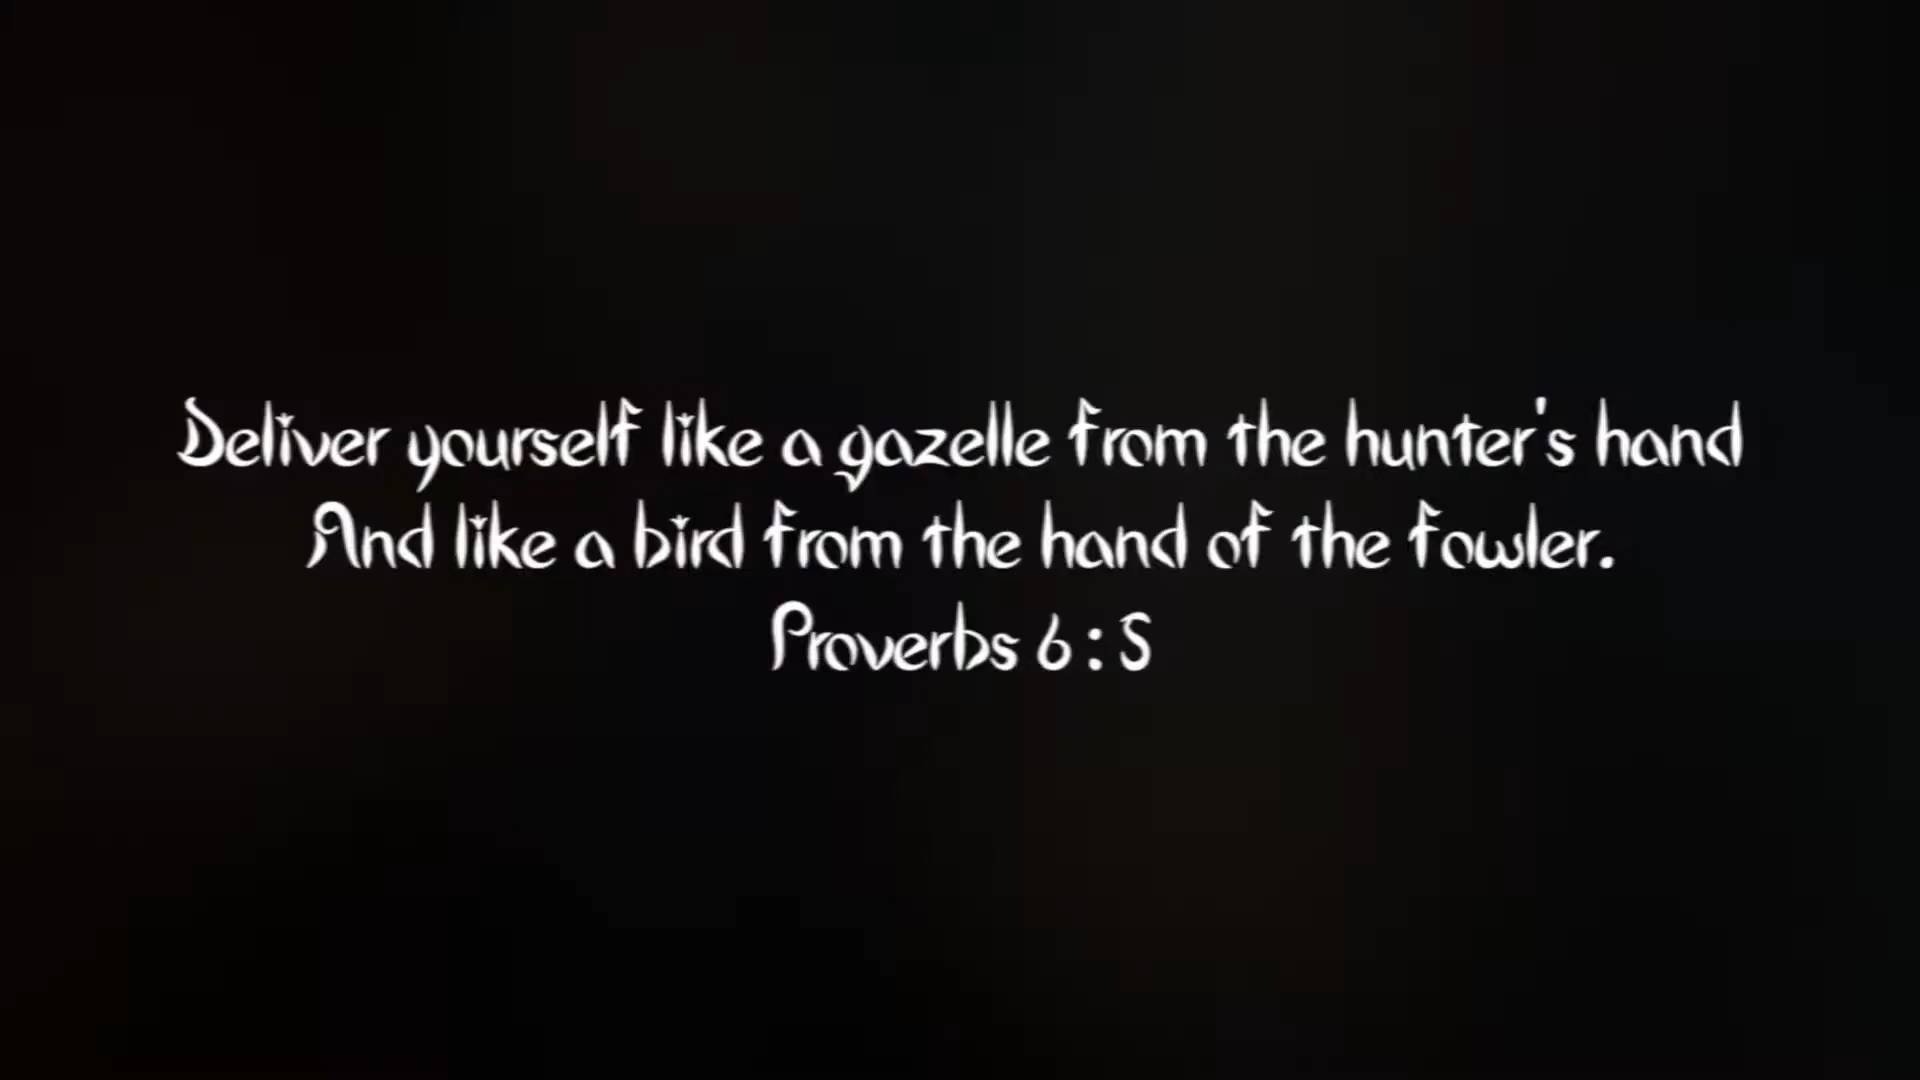 Deliver yourself like a gazelle from the hunter's hand
And like a bird from the hand of the fowler.
Proverbs 6:5